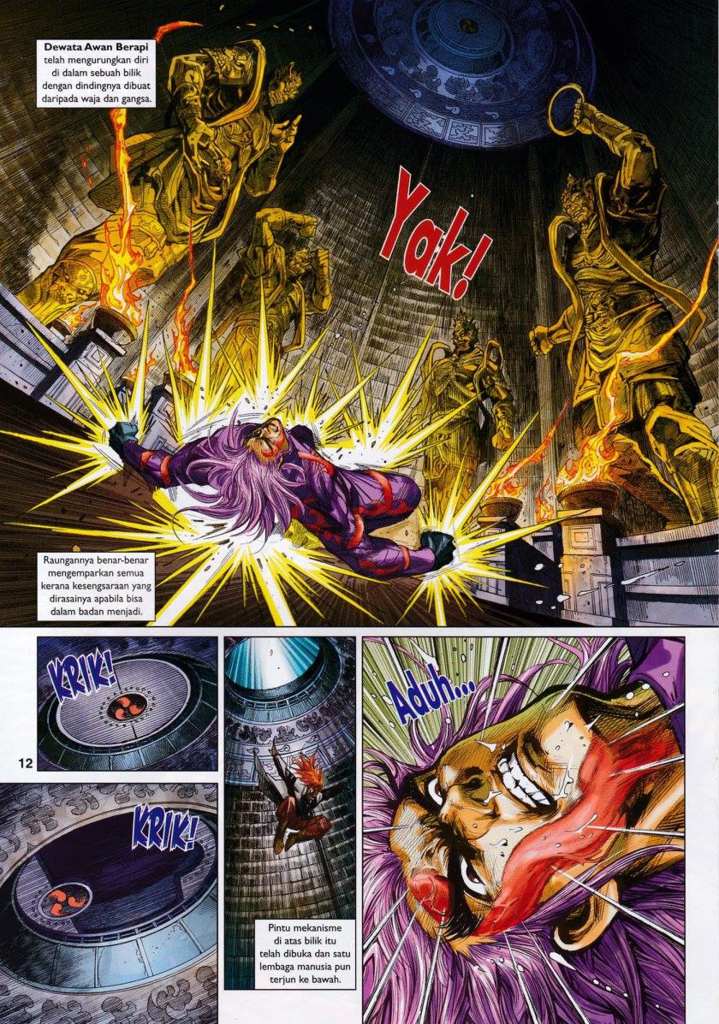 Dewata Awan Berapi
telah mengurungkan diri
di dalam sebuah bilik
dengan dindingnya dibuat
daripada waja dan gangsa.
Yak!
Raungannya benar-benar
mengemparkan semua
kerana kesengsaraan yang
dirasainya apabila bisa
dalam badan menjadi.
KRIK!
KRIK!
Pintu mekanisme
di atas bilik itu
telah dibuka dan satu
lembaga manusia pun
terjun ke bawah.
Aduh...
12